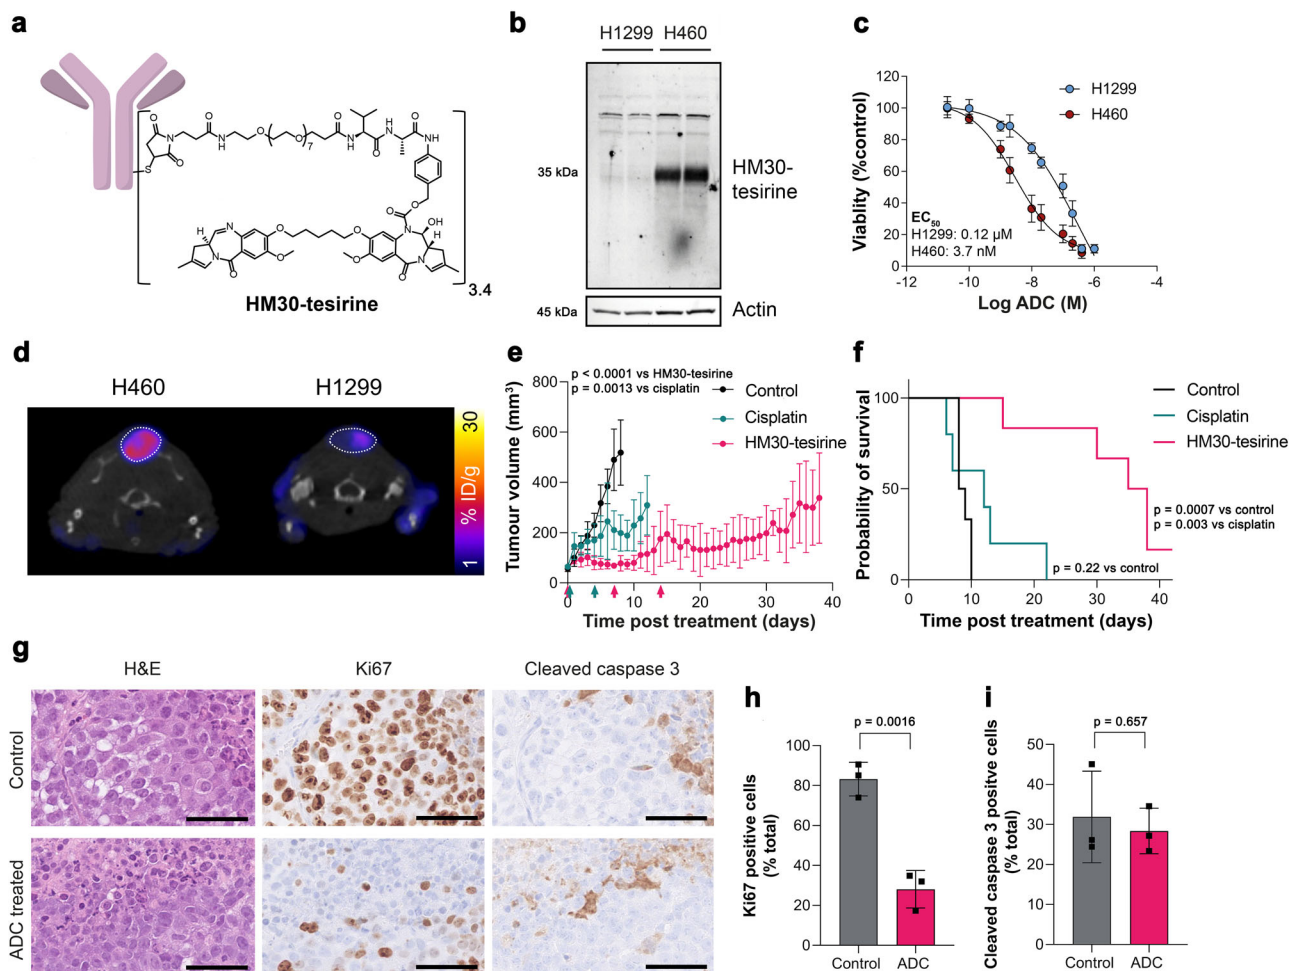 a
N
O
O
S
O
N
H
O
O
7
O
N
H
H
N
O
O
NH
O
O
N
OH
H
N
H
N
O
O
O
O
O
N
O
3.4
HM30-tesirine
b
H1299 H460
35 kDa
HM30-
tesirine
45 kDa
Actin
c
120
100
80
60
40
20
0
Viablity (%control)
H1299
H460
EC50
H1299: 0.12 µM
H460: 3.7 nM
-12 -10 -8 -6 -4
Log ADC (M)
d
H460 H1299
30
% ID/g
1
e
p < 0.0001 vs HM30-tesirine
p = 0.0013 vs cisplatin
Control
Cisplatin
HM30-tesirine
800
600
400
200
0
Tumour volume (mm³)
0 10 20 30 40
Time post treatment (days)
f
Control
Cisplatin
HM30-tesirine
100
50
0
Probability of survival
p = 0.0007 vs control
p = 0.003 vs cisplatin
p = 0.22 vs control
0 10 20 30 40
Time post treatment (days)
g
H&E Ki67 Cleaved caspase 3
Control
ADC treated
h
p = 0.0016
100
80
60
40
20
0
Ki67 positive cells
(% total)
Control ADC
i
p = 0.657
50
40
30
20
10
0
Cleaved caspase 3 positive cells
(% total)
Control ADC